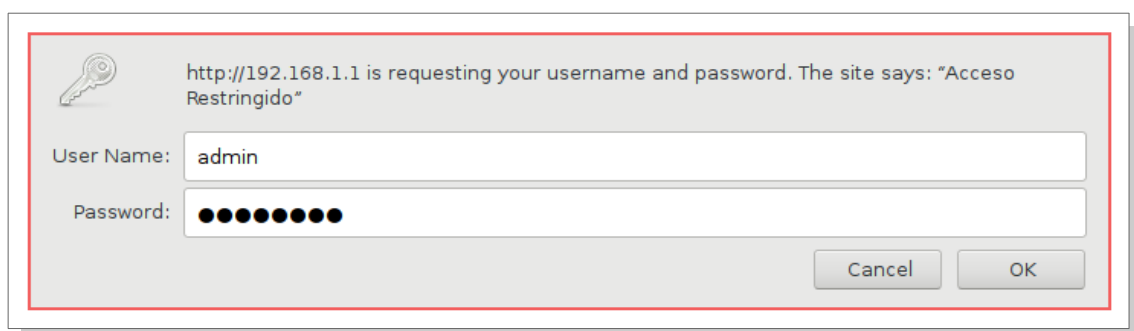 http://192.168.1.1 is requesting your username and password. The site says: “Acceso
Restringido”
User Name: admin
Password: ●●●●●●●●
Cancel OK